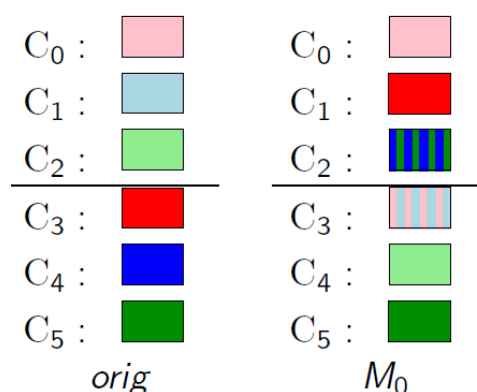 C₀ : C₀ :
C₁ : C₁ :
C₂ : C₂ :
C₃ : C₃ :
C₄ : C₄ :
C₅ : C₅ :
orig M₀